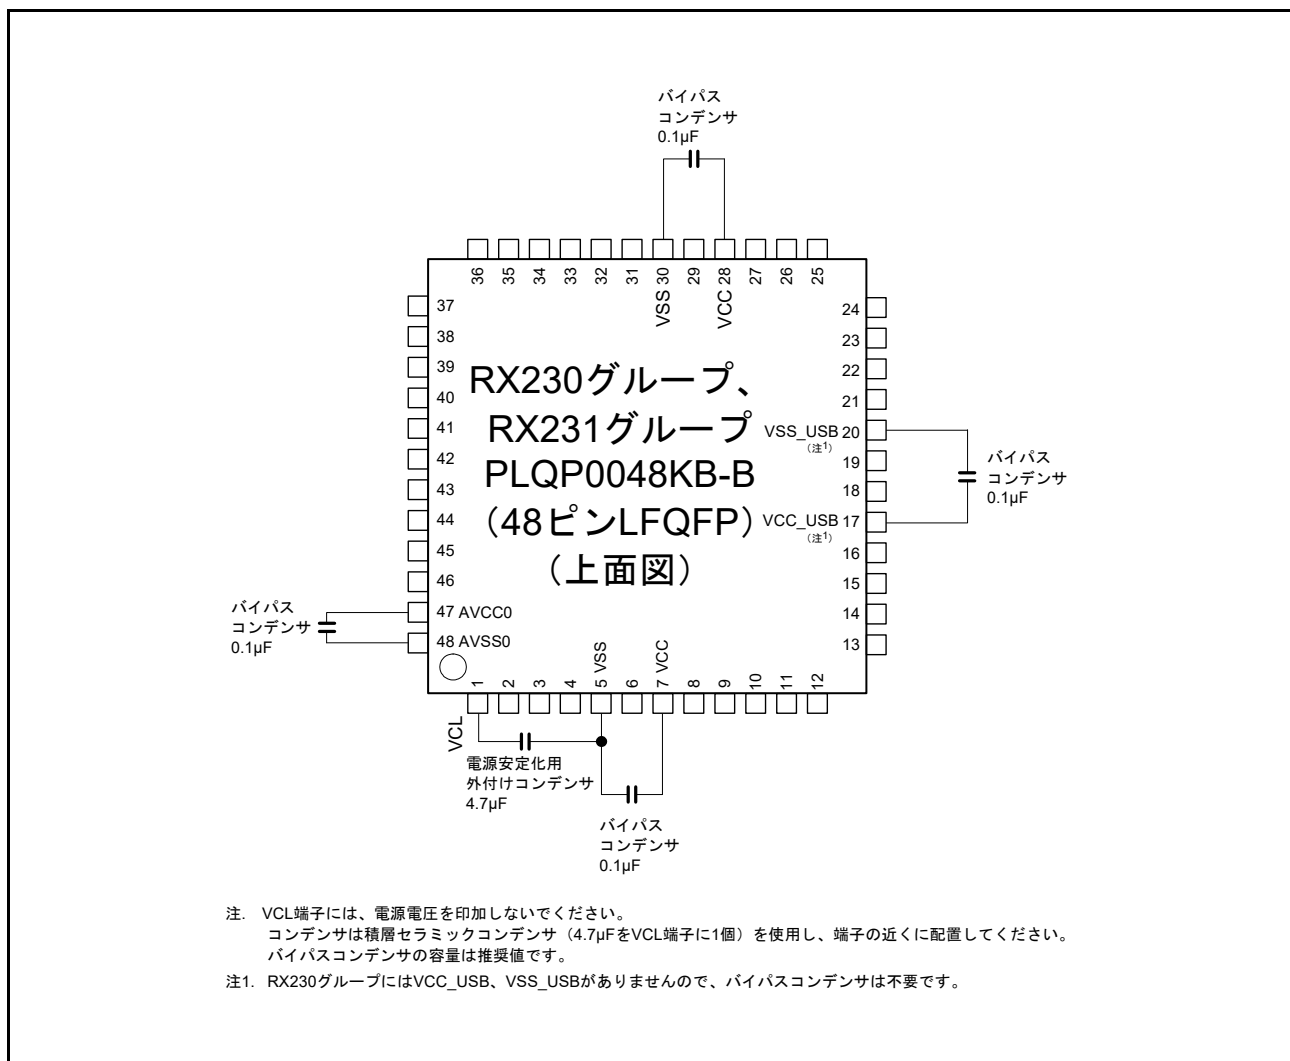 バイパス
コンデンサ
0.1μF
36
35
34
33
32
31
VSS 30
29
VCC 28
27
26
25
37
38
39
40
41
42
43
44
45
46
47 AVCC0
48 AVSS0
RX230グループ、
RX231グループ
PLQP0048KB-B
（48ピンLFQFP）
（上面図）
24
23
22
21
VSS_USB 20
（注1）
19
18
VCC_USB 17
（注1）
16
15
14
13
バイパス
コンデンサ
0.1μF
バイパス
コンデンサ
0.1μF
1
2
3
4
5 VSS
6
7 VCC
8
9
10
11
12
VCL
電源安定化用
外付けコンデンサ
4.7μF
バイパス
コンデンサ
0.1μF
注. VCL端子には、電源電圧を印加しないでください。
コンデンサは積層セラミックコンデンサ（4.7μFをVCL端子に1個）を使用し、端子の近くに配置してください。
バイパスコンデンサの容量は推奨値です。
注1. RX230グループにはVCC_USB、VSS_USBがありませんので、バイパスコンデンサは不要です。